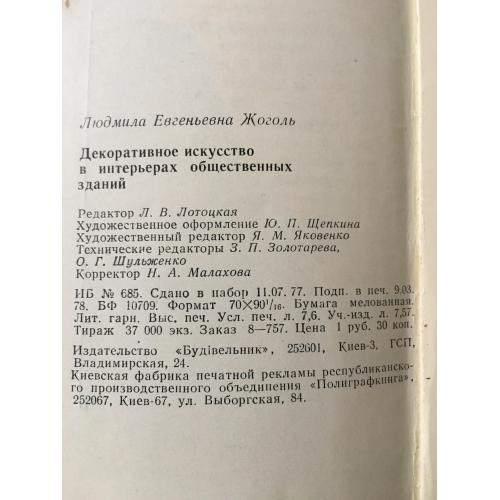 Людмила Евгеньевна Жоголь
Декоративное искусство
в интерьерах общественных
зданий
Редактор Л. В. Лотоцкая
Художественное оформление Ю. П. Щепкина
Художественный редактор Я. М. Яковенко
Технические редакторы З. П. Золотарева,
О. Г. Шульженко
Корректор Н. А. Малахова
ИБ № 685. Сдано в набор 11.07. 77. Подп. в печ. 9.03.
78. БФ 10709. Формат 70×90¹/₁₆. Бумага мелованная.
Лит. гарн. Выс. печ. Усл. печ. л. 7,6. Уч.-изд. л. 7,57.
Тираж 37 000 экз. Заказ 8—757. Цена 1 руб. 30 коп.
Издательство «Будівельник», 252601, Киев-3, ГСП,
Владимирская, 24.
Киевская фабрика печатной рекламы республиканско-
го производственного объединения «Полиграфкнига»,
252067, Киев-67, ул. Выборгская, 84.